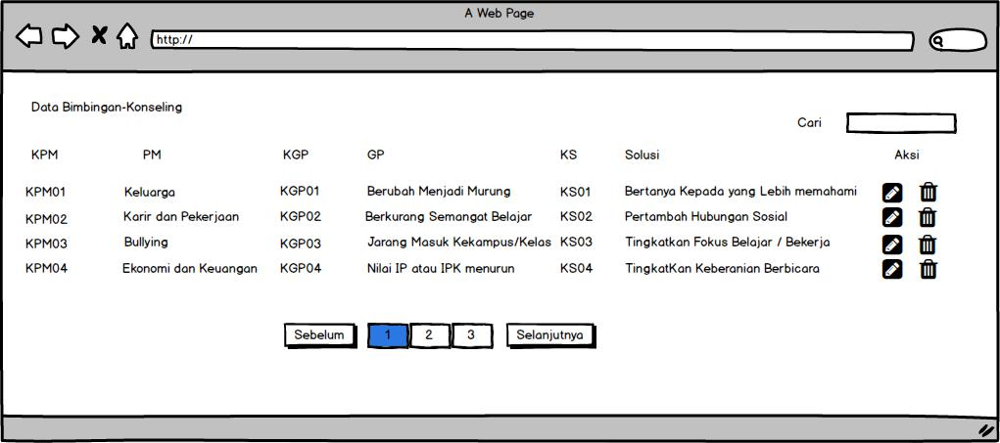 A Web Page
http://
Data Bimbingan-Konseling
Cari
KPM PM KGP GP KS Solusi Aksi
KPM01 Keluarga KGP01 Berubah Menjadi Murung KS01 Bertanya Kepada yang Lebih memahami
KPM02 Karir dan Pekerjaan KGP02 Berkurang Semangat Belajar KS02 Pertambah Hubungan Sosial
KPM03 Bullying KGP03 Jarang Masuk Kekampus/Kelas KS03 Tingkatkan Fokus Belajar / Bekerja
KPM04 Ekonomi dan Keuangan KGP04 Nilai IP atau IPK menurun KS04 TingkatKan Keberanian Berbicara
Sebelum 1 2 3 Selanjutnya